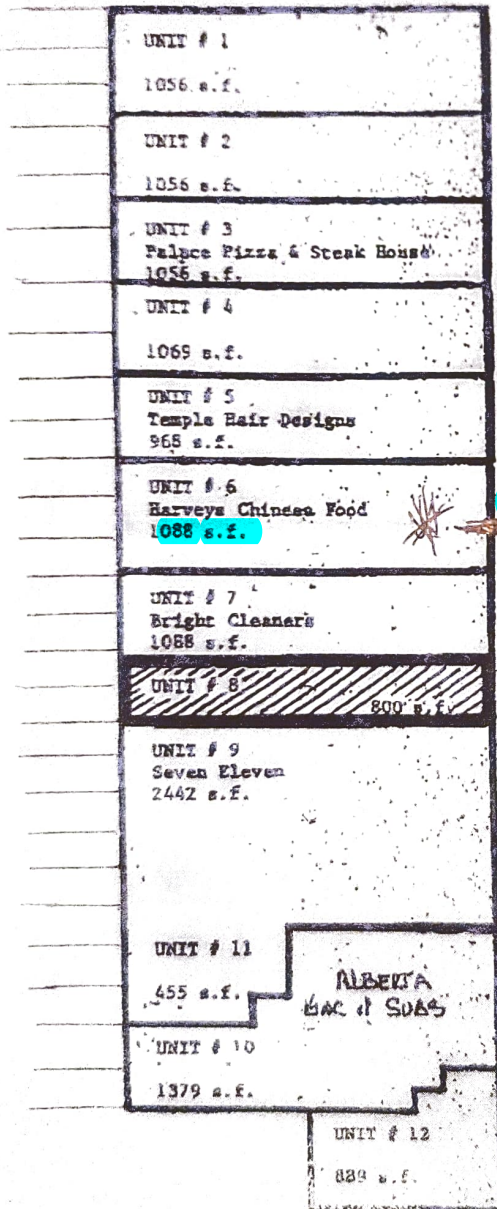 UNIT # 1
1056 s.f.
UNIT # 2
1056 s.f.
UNIT # 3
Palace Pizza & Steak House
1056 s.f.
UNIT # 4
1069 s.f.
UNIT # 5
Temple Hair Designs
968 s.f.
UNIT # 6
Harveys Chinese Food
1088 s.f.
UNIT # 7
Bright Cleaners
1088 s.f.
UNIT # 8
800 s.f.
UNIT # 9
Seven Eleven
2442 s.f.
UNIT # 11
455 s.f.
ALBERTA
SUBS
UNIT # 10
1379 s.f.
UNIT # 12
889 s.f.